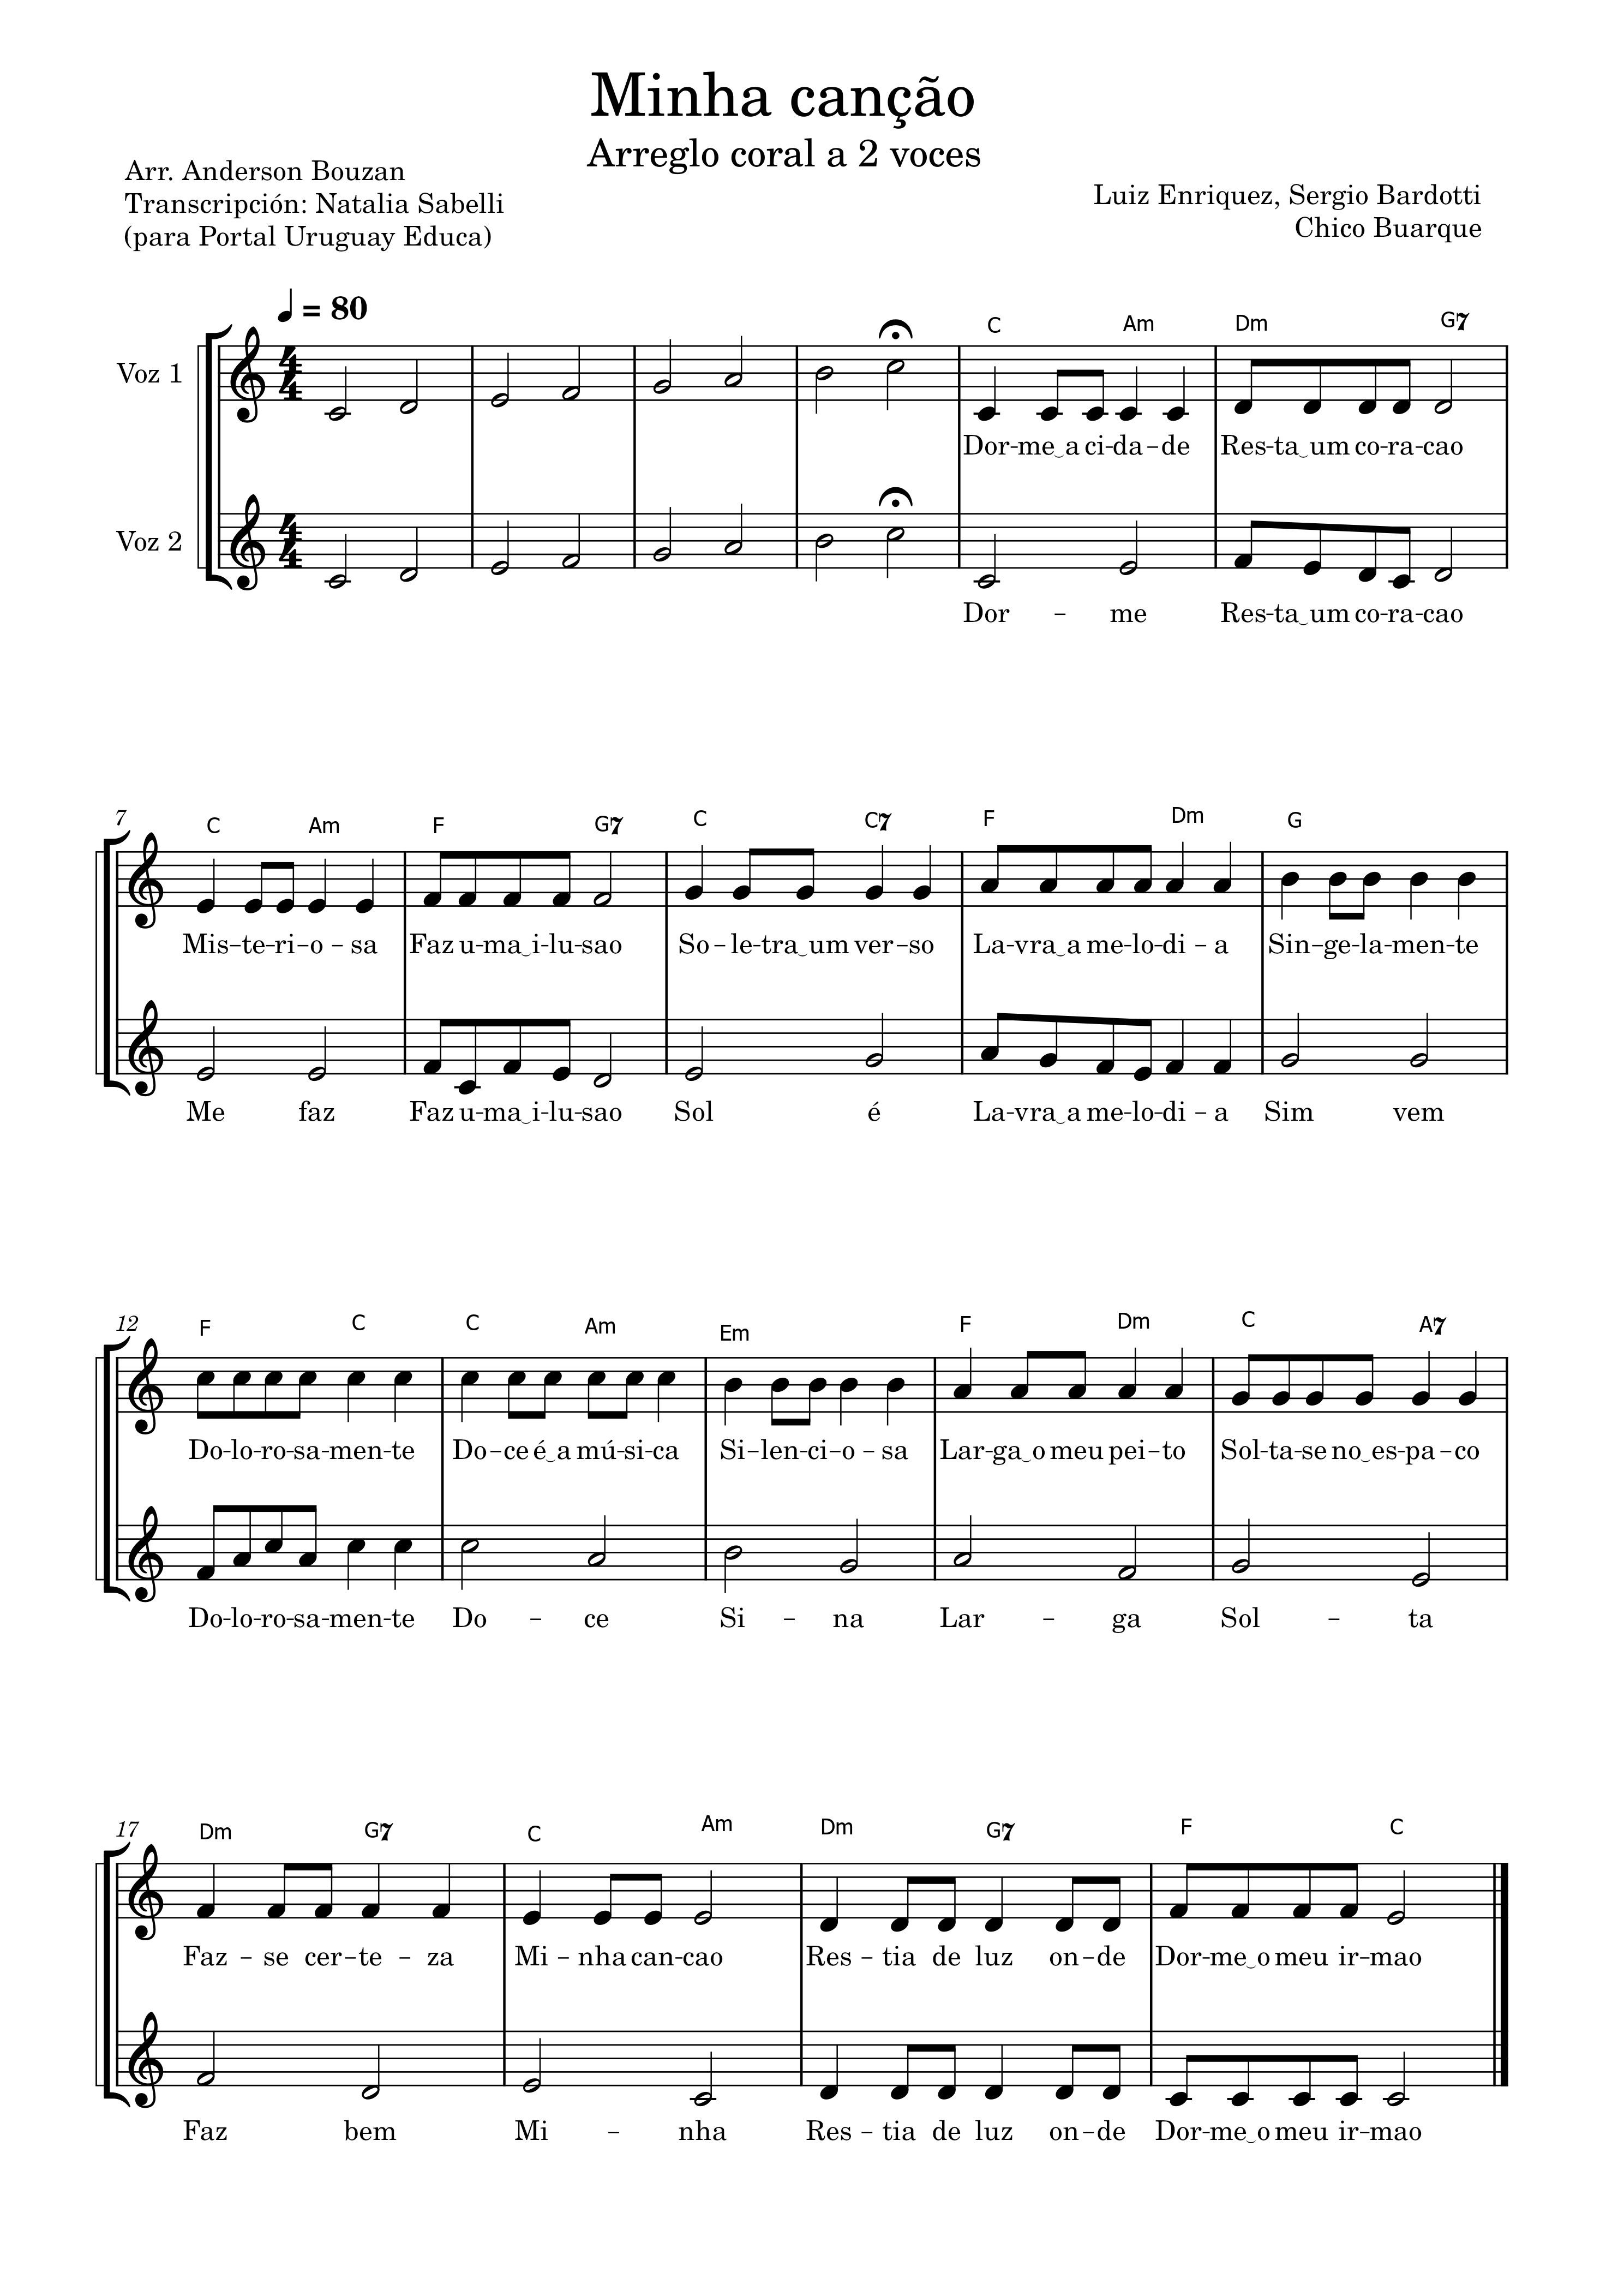 Minha canção
Arreglo coral a 2 voces
Arr. Anderson Bouzan
Transcripción: Natalia Sabelli
(para Portal Uruguay Educa)
Luiz Enriquez, Sergio Bardotti
Chico Buarque
= 80
C Am Dm G7
Voz 1
4 4
Dor-me‿a ci-da-de Res-ta‿um co-ra-cao
Voz 2
4 4
Dor-me Res-ta‿um co-ra-cao
7
C Am F G7 C C7 F Dm G
Mis-te-ri-o-sa Faz u-ma‿i-lu-sao So-le-tra‿um ver-so La-vra‿a me-lo-di-a Sin-ge-la-men-te
Me faz Faz u-ma‿i-lu-sao Sol é La-vra‿a me-lo-di-a Sim vem
12
F C C Am Em F Dm C A7
Do-lo-ro-sa-men-te Do-ce é‿a mú-si-ca Si-len-ci-o-sa Lar-ga‿o meu pei-to Sol-ta-se no‿es-pa-co
Do-lo-ro-sa-men-te Do-ce Si-na Lar-ga Sol-ta
17
Dm G7 C Am Dm G7 F C
Faz-se cer-te-za Mi-nha can-cao Res-tia de luz on-de Dor-me‿o meu ir-mao
Faz bem Mi-nha Res-tia de luz on-de Dor-me‿o meu ir-mao